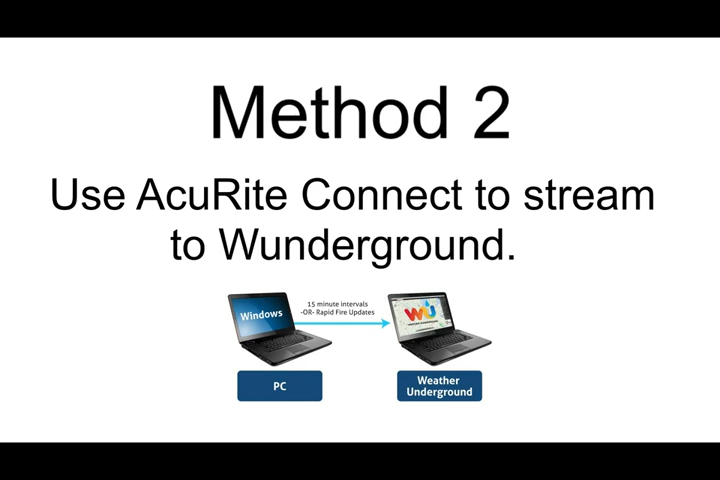 Method 2
Use AcuRite Connect to stream
to Wunderground.
15 minute intervals
-OR- Rapid Fire Updates
Windows
WU
PC
Weather
Underground